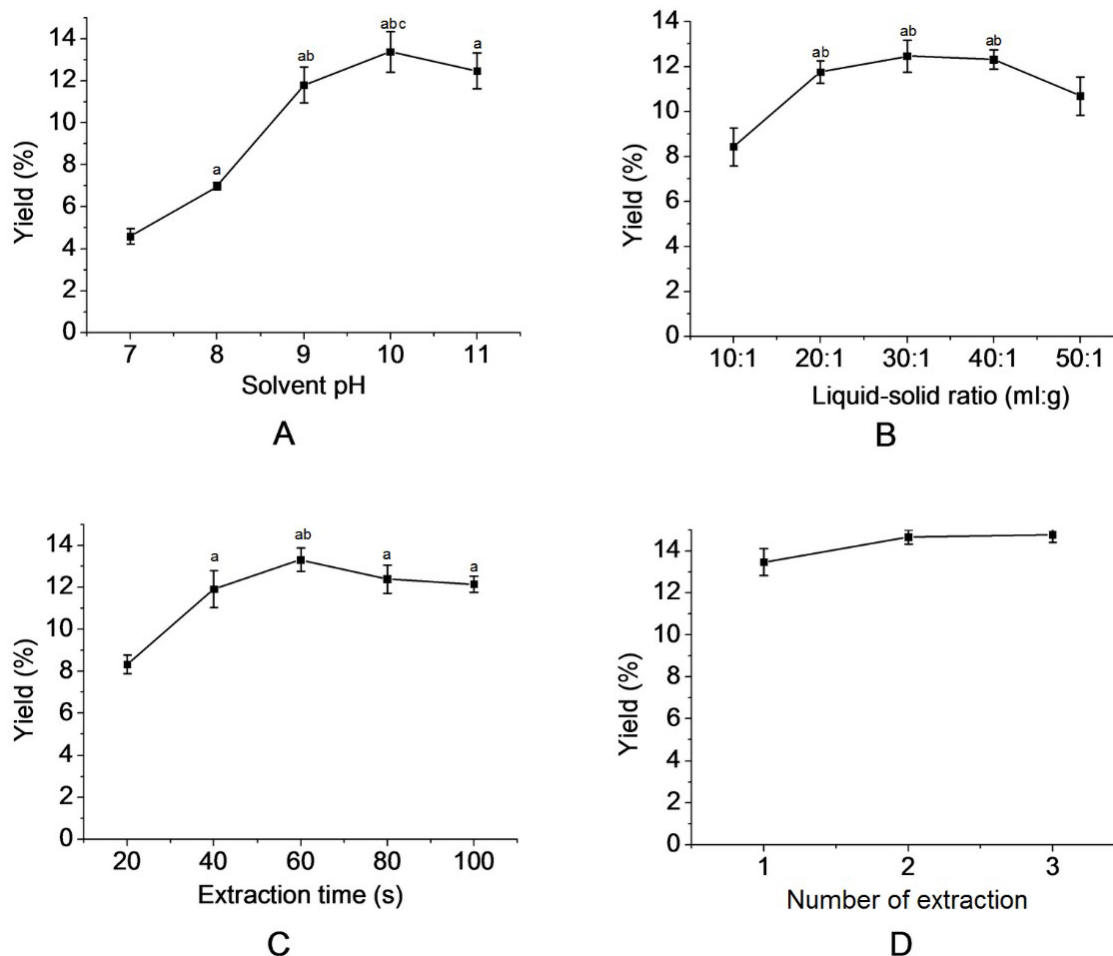 14
12
10
8
6
4
2
0
Yield (%)
a
ab
abc
a
7 8 9 10 11
Solvent pH
A
14
12
10
8
6
4
2
0
Yield (%)
ab
ab
ab
10:1 20:1 30:1 40:1 50:1
Liquid-solid ratio (ml:g)
B
14
12
10
8
6
4
2
0
Yield (%)
a
ab
a
a
20 40 60 80 100
Extraction time (s)
C
14
12
10
8
6
4
2
0
Yield (%)
1 2 3
Number of extraction
D